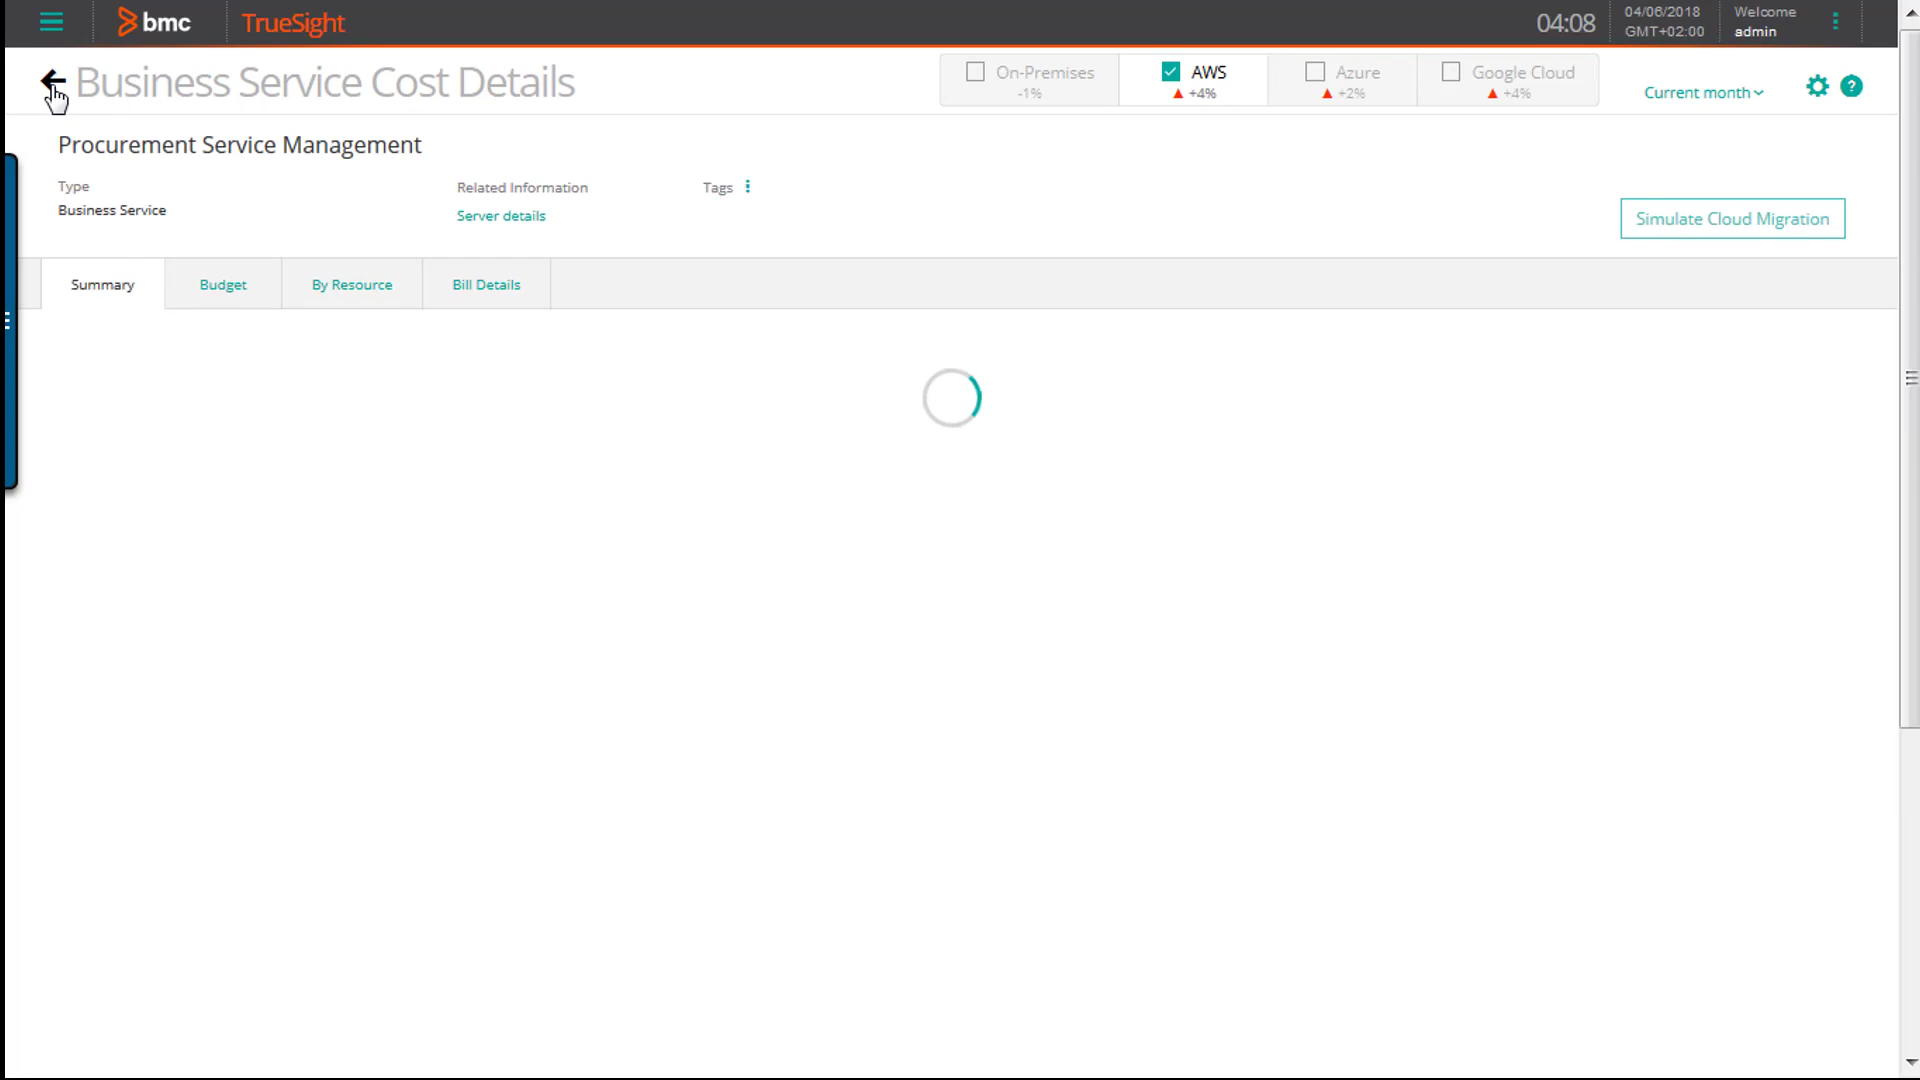 bmc
TrueSight
04:08
04/06/2018
GMT+02:00
Welcome
admin
Business Service Cost Details
On-Premises
-1%
AWS
+4%
Azure
+2%
Google Cloud
+4%
Current month
?
Procurement Service Management
Type
Business Service
Related Information
Server details
Tags
Simulate Cloud Migration
Summary
Budget
By Resource
Bill Details